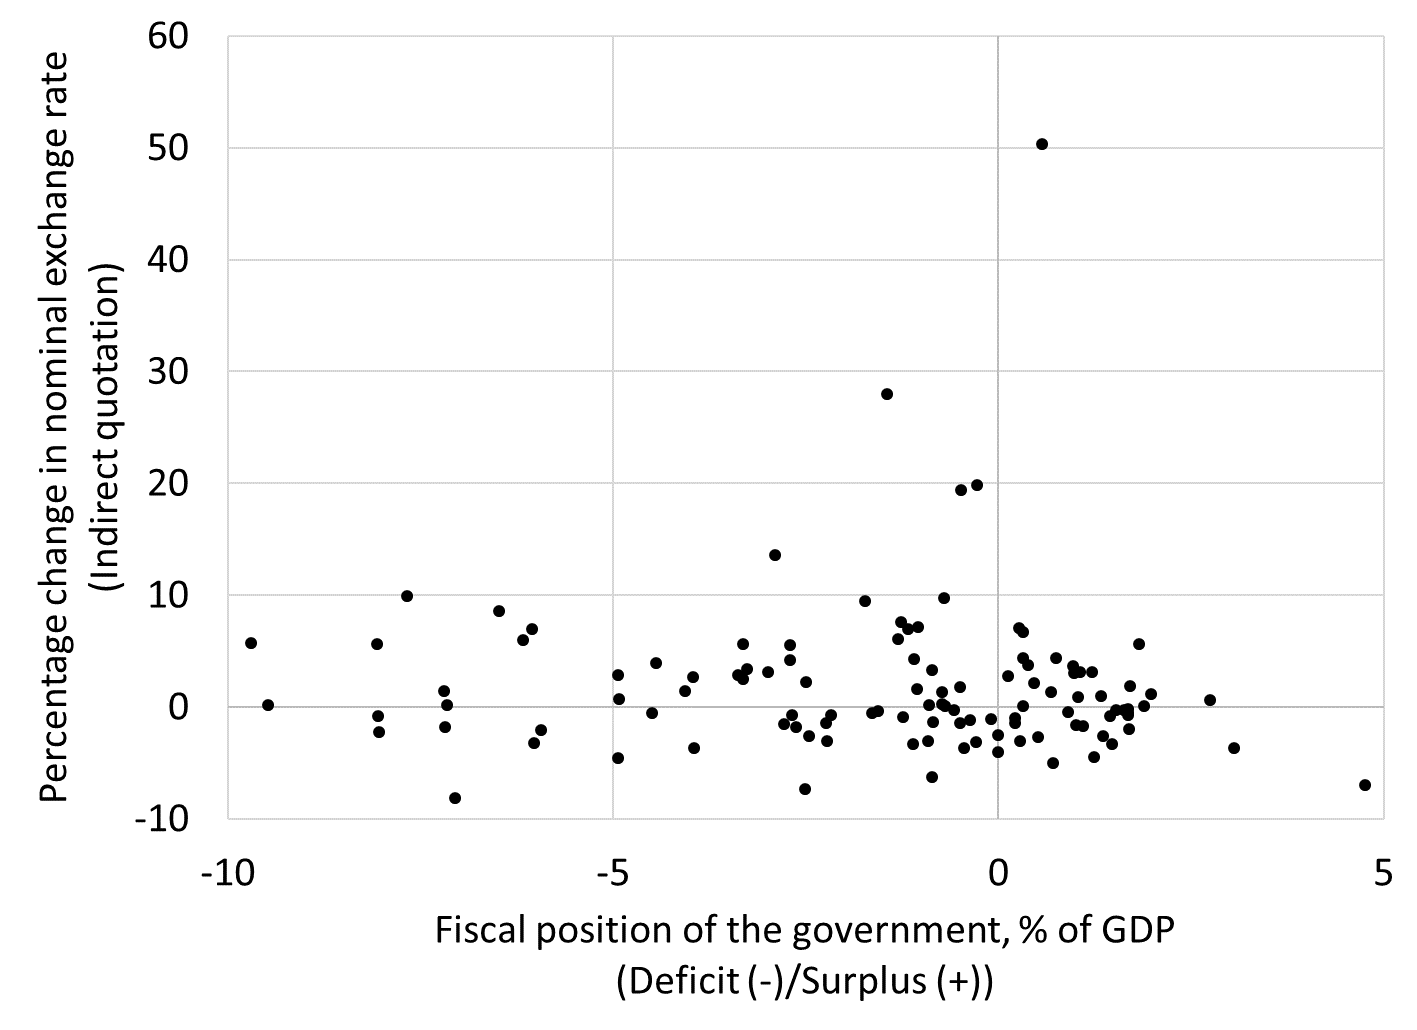 60
50
40
30
20
10
0
-10
-10 -5 0 5
Percentage change in nominal exchange rate
(Indirect quotation)
Fiscal position of the government, % of GDP
(Deficit (-)/Surplus (+))